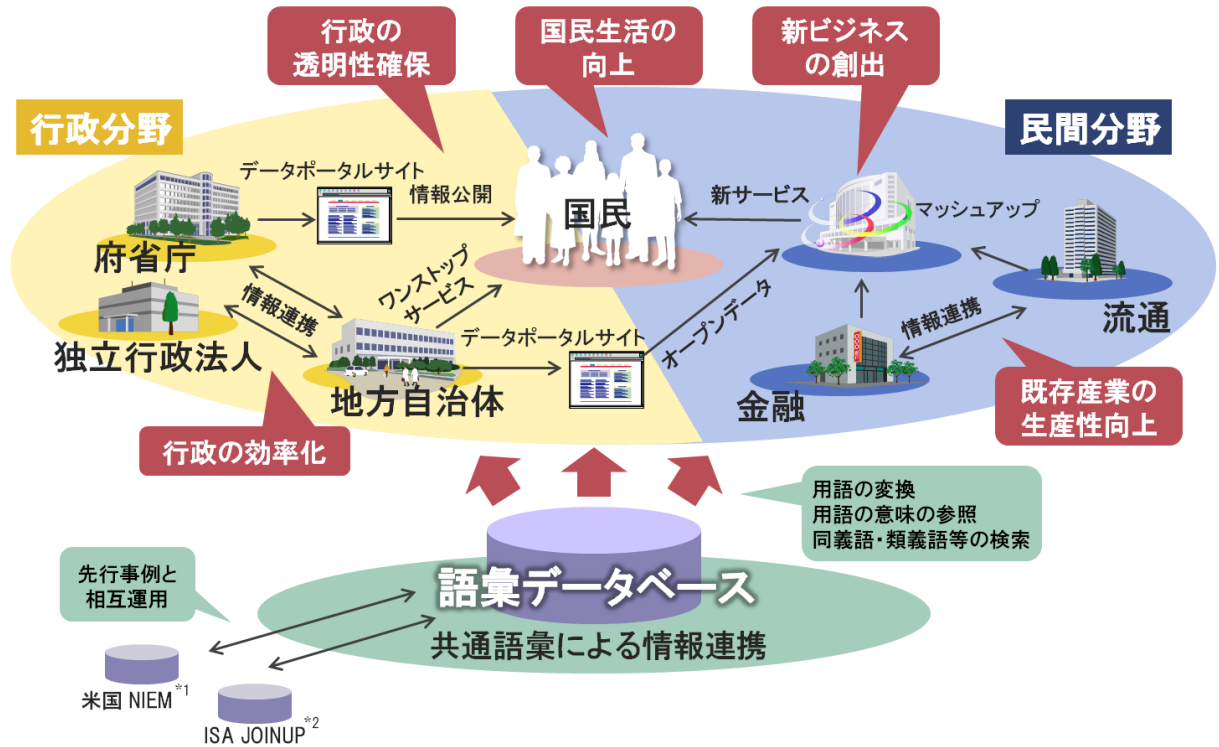 行政の
透明性確保
国民生活の
向上
新ビジネス
の創出
行政分野
民間分野
データポータルサイト
情報公開
国民
新サービス
マッシュアップ
府省庁
ワンストップ
サービス
情報連携
独立行政法人
地方自治体
データポータルサイト
オープンデータ
情報連携
流通
金融
既存産業の
生産性向上
行政の効率化
用語の変換
用語の意味の参照
同義語・類義語等の検索
先行事例と
相互運用
語彙データベース
共通語彙による情報連携
米国 NIEM*1
ISA JOINUP*2